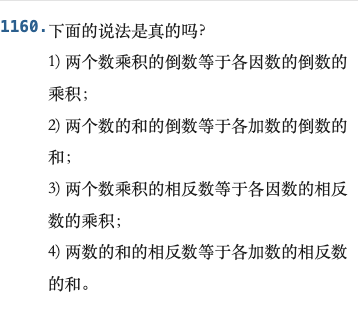 1160.下面的说法是真的吗?
1) 两个数乘积的倒数等于各因数的倒数的
乘积;
2) 两个数的和的倒数等于各加数的倒数的
和;
3) 两个数乘积的相反数等于各因数的相反
数的乘积;
4) 两数的和的相反数等于各加数的相反数
的和。